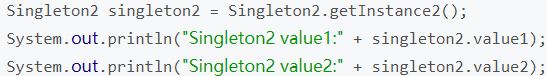 Singleton2 singleton2 = Singleton2.getInstance2();
System.out.println("Singleton2 value1:" + singleton2.value1);
System.out.println("Singleton2 value2:" + singleton2.value2);